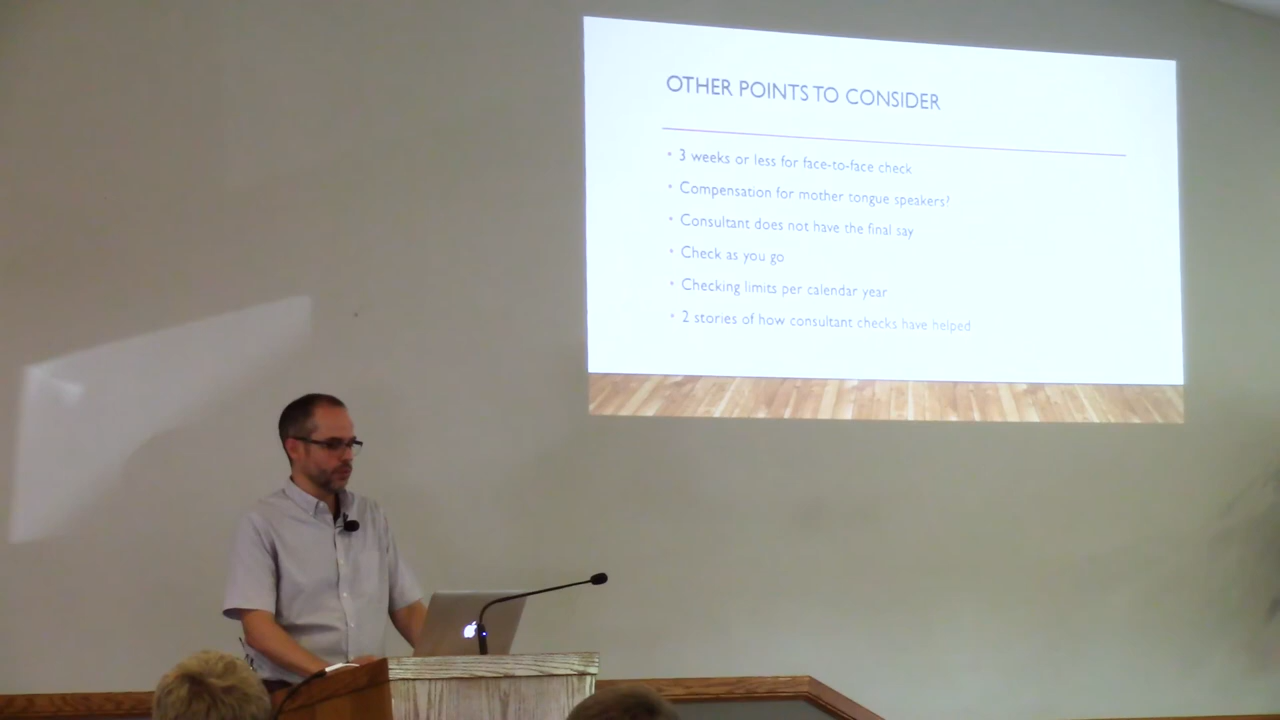 OTHER POINTS TO CONSIDER
• 3 weeks or less for face-to-face check
• Compensation for mother tongue speakers?
• Consultant does not have the final say
• Check as you go
• Checking limits per calendar year
• 2 stories of how consultant checks have helped